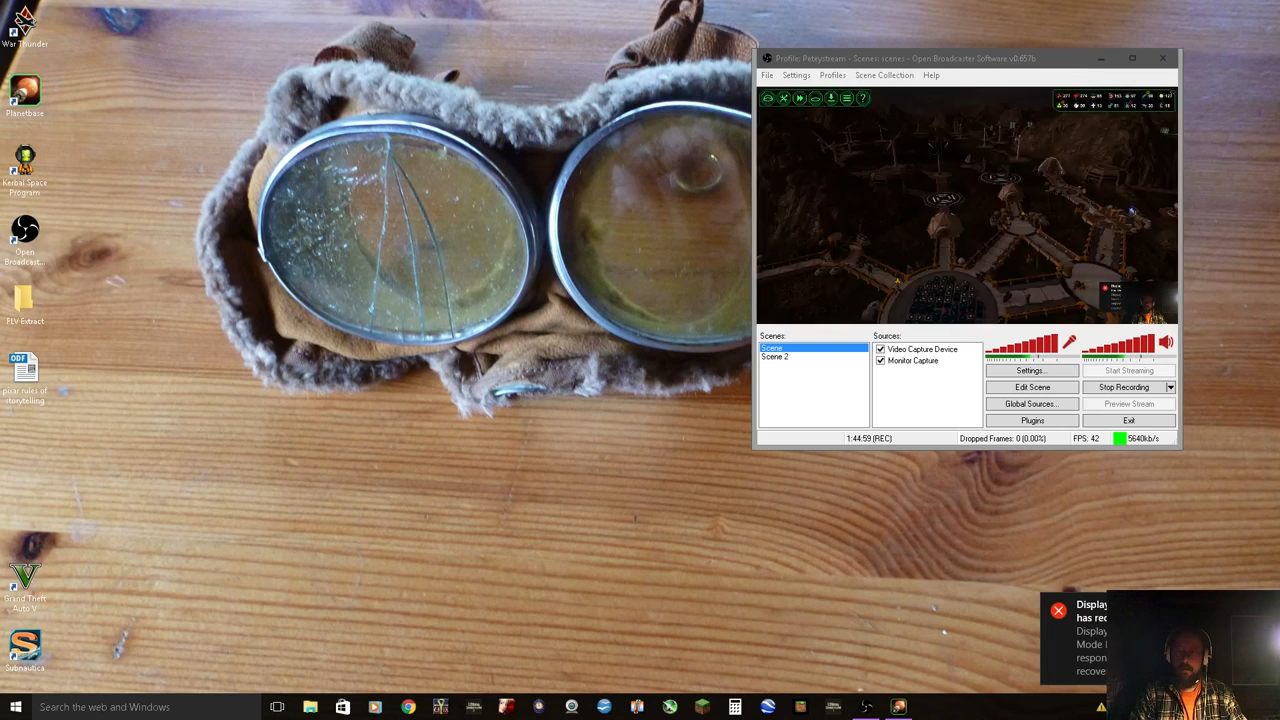 War Thunder
Planetbase
Kerbal Space
Program
Open
Broadcast...
FLV-Extract
ODF
pixar rules of
storytelling
Grand Theft
Auto V
Subnautica
Profile: Peteystream - Scenes: scenes - Open Broadcaster Software v0.657b
File Settings Profiles Scene Collection Help
Scenes:
Scene
Scene 2
Sources:
Video Capture Device
Monitor Capture
Settings...
Start Streaming
Edit Scene
Stop Recording
Global Sources...
Preview Stream
Plugins
Exit
1:44:59 (REC)
Dropped Frames: 0 (0.00%)
FPS: 42
5640kb/s
Display
has rec
Display
Mode
respon
recove
Search the web and Windows